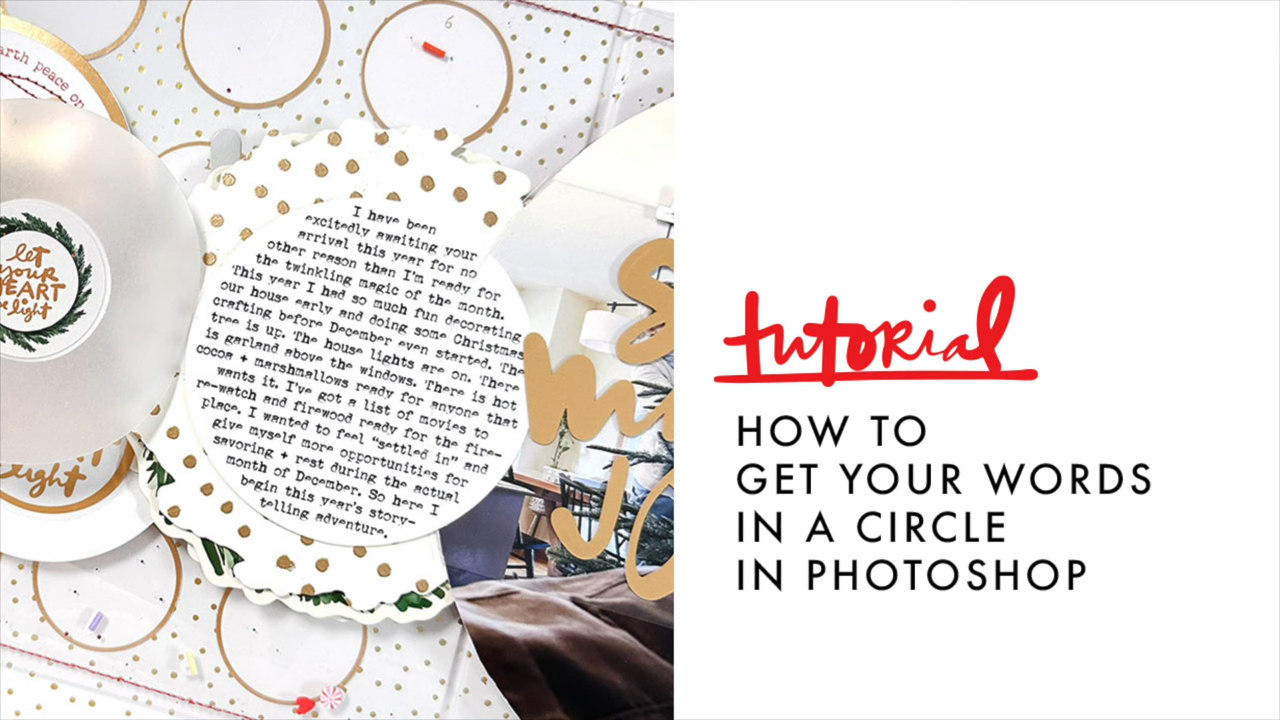 6
arth peace on
let
your
HEART
be light
light
I have been
excitedly awaiting your
arrival this year for no
other reason than I'm ready for
the twinkling magic of the month.
This year I had so much fun decorating
our house early and doing some Christmas
crafting before December even started. The
tree is up. The house lights are on. There
is garland above the windows. There is hot
cocoa + marshmallows ready for anyone that
wants it. I've got a list of movies to
re-watch and firewood ready for the fire-
place. I wanted to feel "settled in" and
give myself more opportunities for
savoring + rest during the actual
month of December. So here I
begin this year's story-
telling adventure.
tutorial
HOW TO
GET YOUR WORDS
IN A CIRCLE
IN PHOTOSHOP